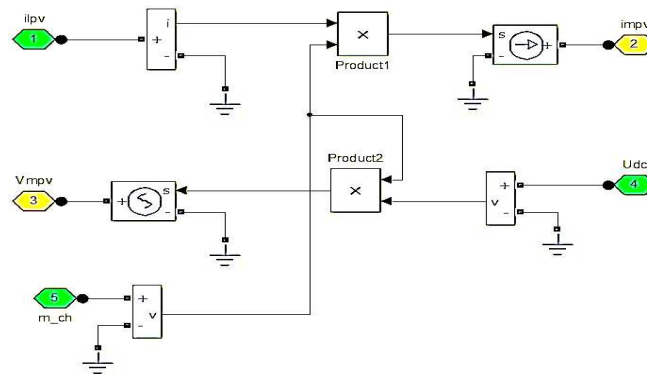 ilpv
1
+
i
-
x
Product1
s
-
+
impv
2
Vmpv
3
+
s
-
Product2
x
+
v
-
Udc
4
5
m_ch
+
-
v